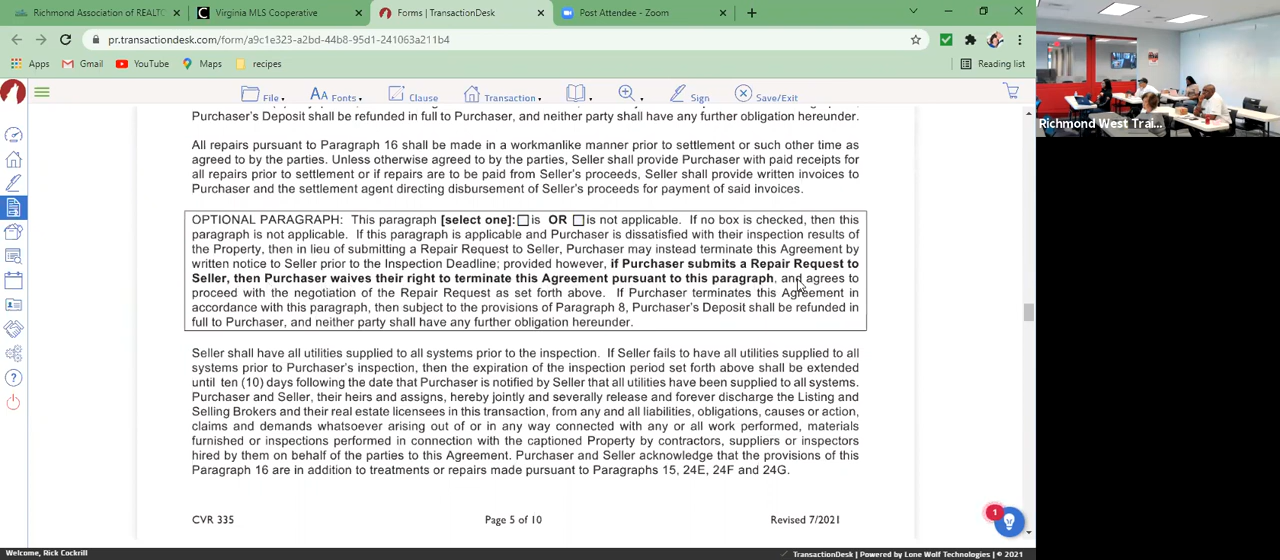 Richmond Association of REALTO
Virginia MLS Cooperative
Forms | TransactionDesk
Post Attendee - Zoom
pr.transactiondesk.com/form/a9c1e323-a2bd-44b8-95d1-241063a211b4
Apps
Gmail
YouTube
Maps
recipes
Reading list
File
Fonts
Clause
Transaction
Sign
Save/Exit
Richmond West Trai...
Purchaser's Deposit shall be refunded in full to Purchaser, and neither party shall have any further obligation hereunder.
All repairs pursuant to Paragraph 16 shall be made in a workmanlike manner prior to settlement or such other time as
agreed to by the parties. Unless otherwise agreed to by the parties, Seller shall provide Purchaser with paid receipts for
all repairs prior to settlement or if repairs are to be paid from Seller's proceeds, Seller shall provide written invoices to
Purchaser and the settlement agent directing disbursement of Seller's proceeds for payment of said invoices.
OPTIONAL PARAGRAPH: This paragraph [select one]: is OR is not applicable. If no box is checked, then this
paragraph is not applicable. If this paragraph is applicable and Purchaser is dissatisfied with their inspection results of
the Property, then in lieu of submitting a Repair Request to Seller, Purchaser may instead terminate this Agreement by
written notice to Seller prior to the Inspection Deadline; provided however, if Purchaser submits a Repair Request to
Seller, then Purchaser waives their right to terminate this Agreement pursuant to this paragraph, and agrees to
proceed with the negotiation of the Repair Request as set forth above. If Purchaser terminates this Agreement in
accordance with this paragraph, then subject to the provisions of Paragraph 8, Purchaser's Deposit shall be refunded in
full to Purchaser, and neither party shall have any further obligation hereunder.
Seller shall have all utilities supplied to all systems prior to the inspection. If Seller fails to have all utilities supplied to all
systems prior to Purchaser's inspection, then the expiration of the inspection period set forth above shall be extended
until ten (10) days following the date that Purchaser is notified by Seller that all utilities have been supplied to all systems.
Purchaser and Seller, their heirs and assigns, hereby jointly and severally release and forever discharge the Listing and
Selling Brokers and their real estate licensees in this transaction, from any and all liabilities, obligations, causes or action,
claims and demands whatsoever arising out of or in any way connected with any or all work performed, materials
furnished or inspections performed in connection with the captioned Property by contractors, suppliers or inspectors
hired by them on behalf of the parties to this Agreement. Purchaser and Seller acknowledge that the provisions of this
Paragraph 16 are in addition to treatments or repairs made pursuant to Paragraphs 15, 24E, 24F and 24G.
CVR 335
Page 5 of 10
Revised 7/2021
1
Welcome, Rick Cockrill
TransactionDesk | Powered by Lone Wolf Technologies | © 2021